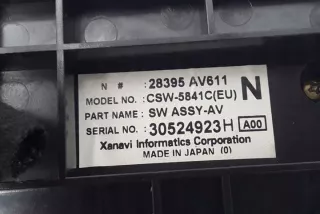 N #: 28395 AV611
MODEL NO. : CSW-5841C(EU) N
PART NAME : SW ASSY-AV
SERIAL NO. : 30524923H A00
Xanavi Informatics Corporation
MADE IN JAPAN (0)